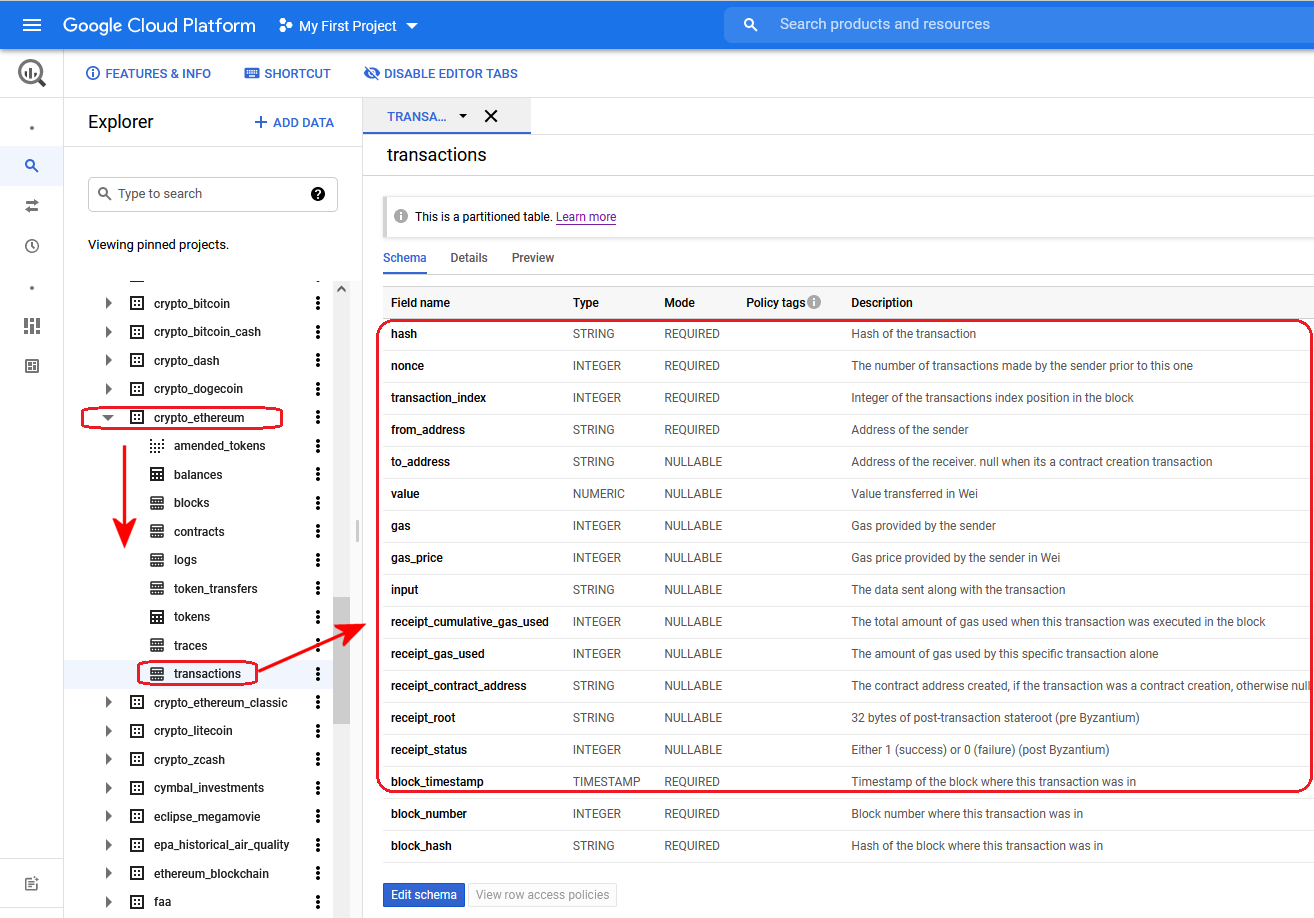 Google Cloud Platform My First Project Search products and resources
FEATURES & INFO SHORTCUT DISABLE EDITOR TABS
Explorer + ADD DATA
Type to search
Viewing pinned projects.
crypto_bitcoin
crypto_bitcoin_cash
crypto_dash
crypto_dogecoin
crypto_ethereum
amended_tokens
balances
blocks
contracts
logs
token_transfers
tokens
traces
transactions
crypto_ethereum_classic
crypto_litecoin
crypto_zcash
cymbal_investments
eclipse_megamovie
epa_historical_air_quality
ethereum_blockchain
faa
TRANSA...
transactions
This is a partitioned table. Learn more
Schema Details Preview
Field name Type Mode Policy tags Description
hash STRING REQUIRED Hash of the transaction
nonce INTEGER REQUIRED The number of transactions made by the sender prior to this one
transaction_index INTEGER REQUIRED Integer of the transactions index position in the block
from_address STRING REQUIRED Address of the sender
to_address STRING NULLABLE Address of the receiver. null when its a contract creation transaction
value NUMERIC NULLABLE Value transferred in Wei
gas INTEGER NULLABLE Gas provided by the sender
gas_price INTEGER NULLABLE Gas price provided by the sender in Wei
input STRING NULLABLE The data sent along with the transaction
receipt_cumulative_gas_used INTEGER NULLABLE The total amount of gas used when this transaction was executed in the block
receipt_gas_used INTEGER NULLABLE The amount of gas used by this specific transaction alone
receipt_contract_address STRING NULLABLE The contract address created, if the transaction was a contract creation, otherwise null
receipt_root STRING NULLABLE 32 bytes of post-transaction stateroot (pre Byzantium)
receipt_status INTEGER NULLABLE Either 1 (success) or 0 (failure) (post Byzantium)
block_timestamp TIMESTAMP REQUIRED Timestamp of the block where this transaction was in
block_number INTEGER REQUIRED Block number where this transaction was in
block_hash STRING REQUIRED Hash of the block where this transaction was in
Edit schema View row access policies